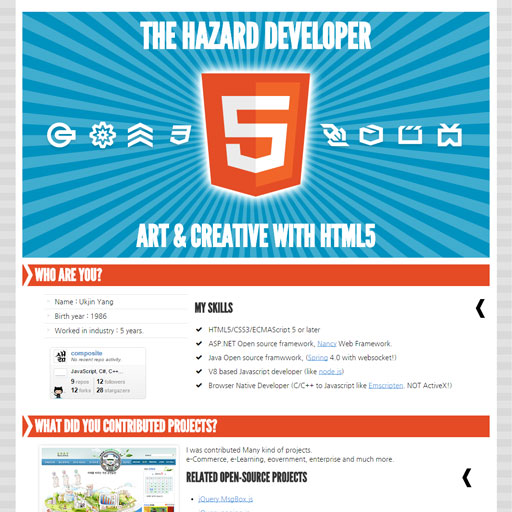 THE HAZARD DEVELOPER
5
ART & CREATIVE WITH HTML5
WHO ARE YOU?
Name : Ukjin Yang
Birth year : 1986
Worked in industry : 5 years.
composite
No recent repo activity.
JavaScript, C#, C++...
9 repos 12 followers
12 forks 28 stargazers
MY SKILLS
HTML5/CSS3/ECMAScript 5 or later
ASP.NET Open source framework, Nancy Web Framework.
Java Open source framwwork, (Spring 4.0 with websocket!)
V8 based Javascript developer (like node.js)
Browser Native Developer (C/C++ to Javascript like Emscripten. NOT ActiveX!)
WHAT DID YOU CONTRIBUTED PROJECTS?
I was contributed Many kind of projects.
e-Commerce, e-Learning, eovernment, enterprise and much more.
RELATED OPEN-SOURCE PROJECTS
jQuery MsgBox.js